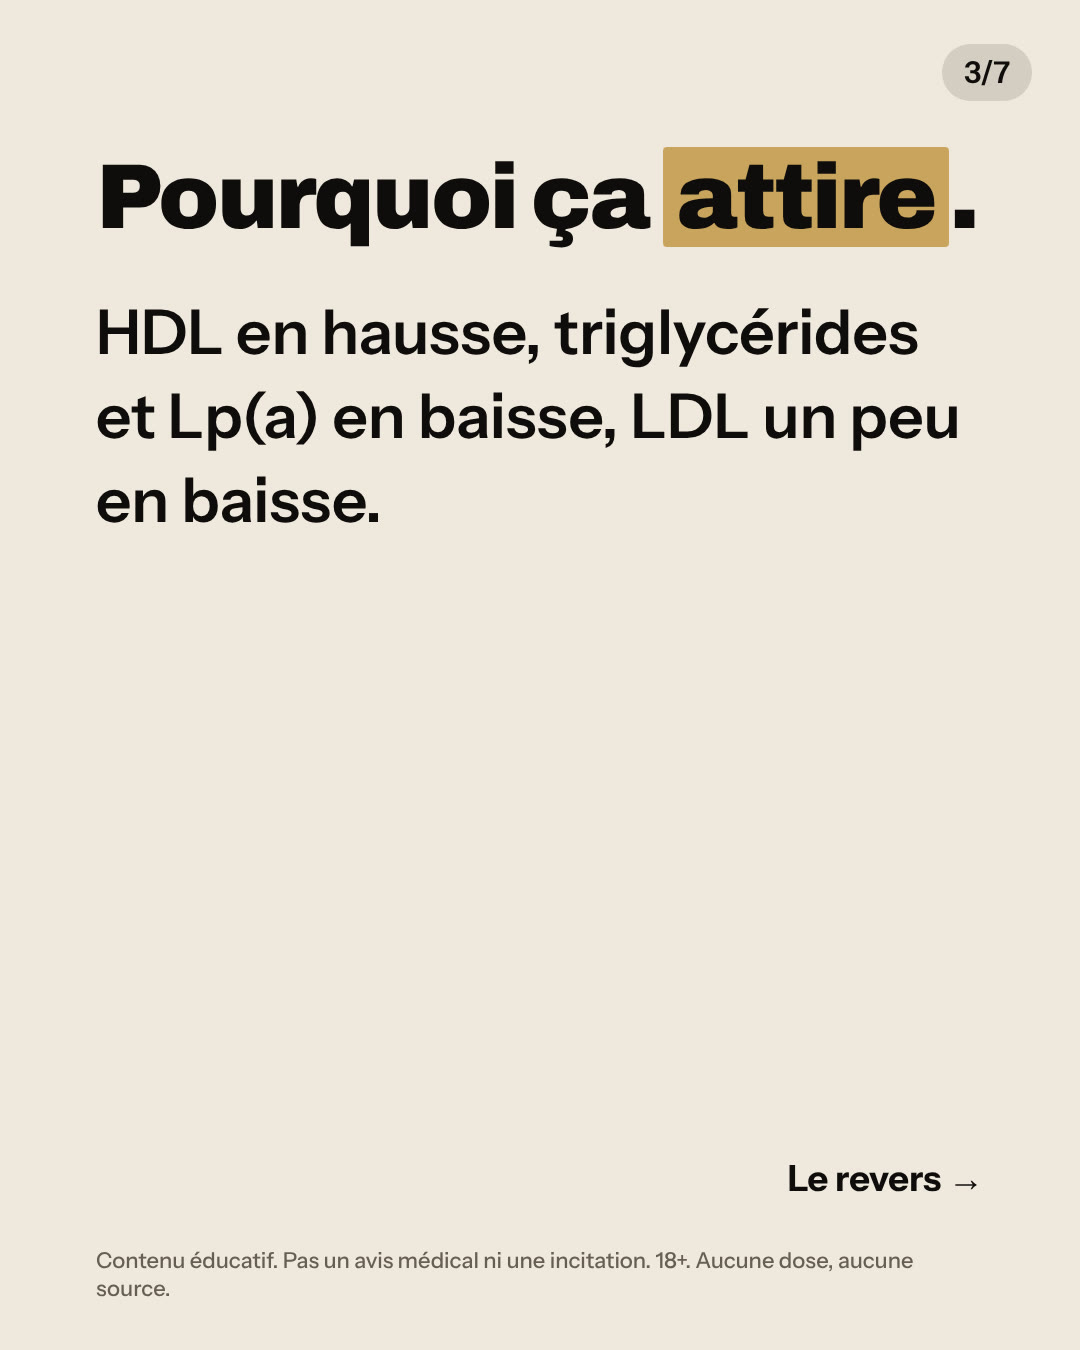 3/7
Pourquoi ça attire.
HDL en hausse, triglycérides
et Lp(a) en baisse, LDL un peu
en baisse.
Le revers →
Contenu éducatif. Pas un avis médical ni une incitation. 18+. Aucune dose, aucune
source.